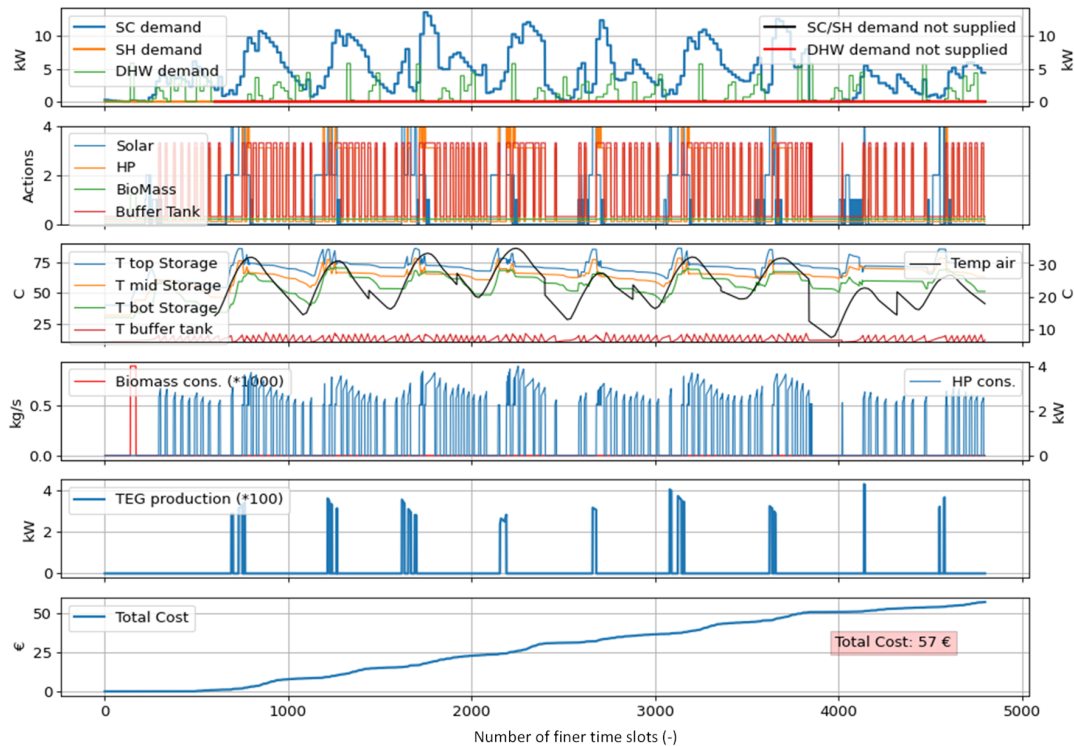 SC demand
SH demand
DHW demand
SC/SH demand not supplied
DHW demand not supplied
10
5
0
kW
10
5
0
kW
Solar
HP
BioMass
Buffer Tank
4
2
0
Actions
T top Storage
T mid Storage
T bot Storage
T buffer tank
Temp air
75
50
25
C
30
20
10
C
Biomass cons. (*1000)
HP cons.
0.5
0.0
kg/s
4
2
0
kW
TEG production (*100)
4
2
0
kW
Total Cost
Total Cost: 57 €
50
25
0
€
0 1000 2000 3000 4000 5000
Number of finer time slots (-)